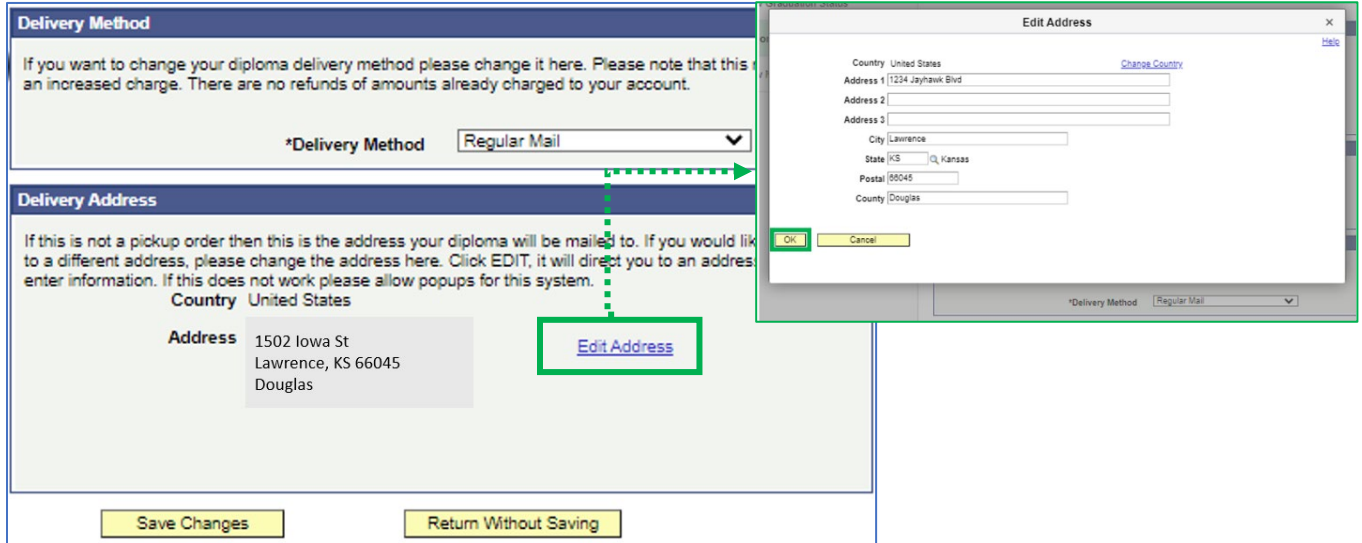 Delivery Method
If you want to change your diploma delivery method please change it here. Please note that this
an increased charge. There are no refunds of amounts already charged to your account.
*Delivery Method Regular Mail
Delivery Address
If this is not a pickup order then this is the address your diploma will be mailed to. If you would
to a different address, please change the address here. Click EDIT, it will direct you to an
enter information. If this does not work please allow popups for this system.
Country United States
Address 1502 Iowa St
Lawrence, KS 66045
Douglas
Edit Address
Save Changes Return Without Saving
Graduation Status
Edit Address ×
Help
Country United States Change Country
Address 1 1234 Jayhawk Blvd
Address 2
Address 3
City Lawrence
State KS Kansas
Postal 66045
County Douglas
OK Cancel
*Delivery Method Regular Mail